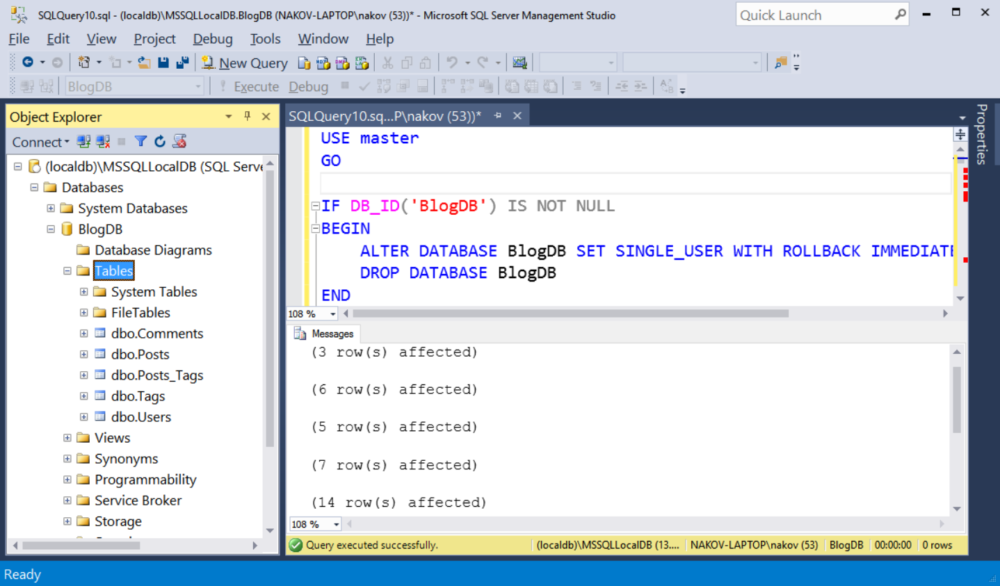 SQLQuery10.sql - (localdb)\MSSQLLocalDB.BlogDB (NAKOV-LAPTOP\nakov (53))* - Microsoft SQL Server Management Studio
Quick Launch
File Edit View Project Debug Tools Window Help
New Query
BlogDB
Execute Debug
Object Explorer
Connect
(localdb)\MSSQLLocalDB (SQL Serve
Databases
System Databases
BlogDB
Database Diagrams
Tables
System Tables
FileTables
dbo.Comments
dbo.Posts
dbo.Posts_Tags
dbo.Tags
dbo.Users
Views
Synonyms
Programmability
Service Broker
Storage
SQLQuery10.sq...P\nakov (53))*
USE master
GO
IF DB_ID('BlogDB') IS NOT NULL
BEGIN
ALTER DATABASE BlogDB SET SINGLE_USER WITH ROLLBACK IMMEDIATE
DROP DATABASE BlogDB
END
108 %
Messages
(3 row(s) affected)
(6 row(s) affected)
(5 row(s) affected)
(7 row(s) affected)
(14 row(s) affected)
108 %
Query executed successfully.
(localdb)\MSSQLLocalDB (13.... NAKOV-LAPTOP\nakov (53) BlogDB 00:00:00 0 rows
Properties
Ready